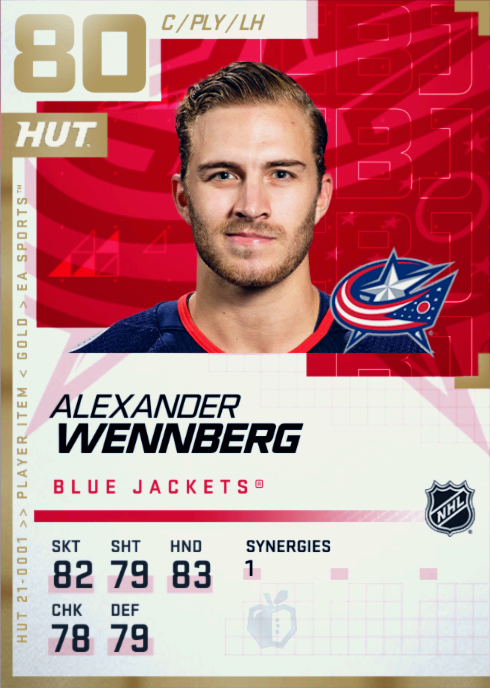 80
C/PLY/LH
HUT
HUT 21-0001 >> PLAYER ITEM < GOLD > EA SPORTS™
ALEXANDER
WENNBERG
BLUE JACKETS®
NHL
SKT SHT HND SYNERGIES
82 79 83 1
CHK DEF
78 79